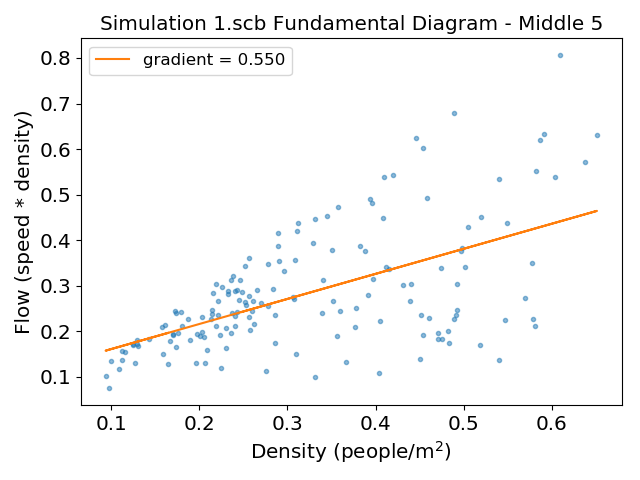 Simulation 1.scb Fundamental Diagram - Middle 5
gradient = 0.550
Flow (speed * density)
0.8
0.7
0.6
0.5
0.4
0.3
0.2
0.1
0.1 0.2 0.3 0.4 0.5 0.6
Density (people/m²)